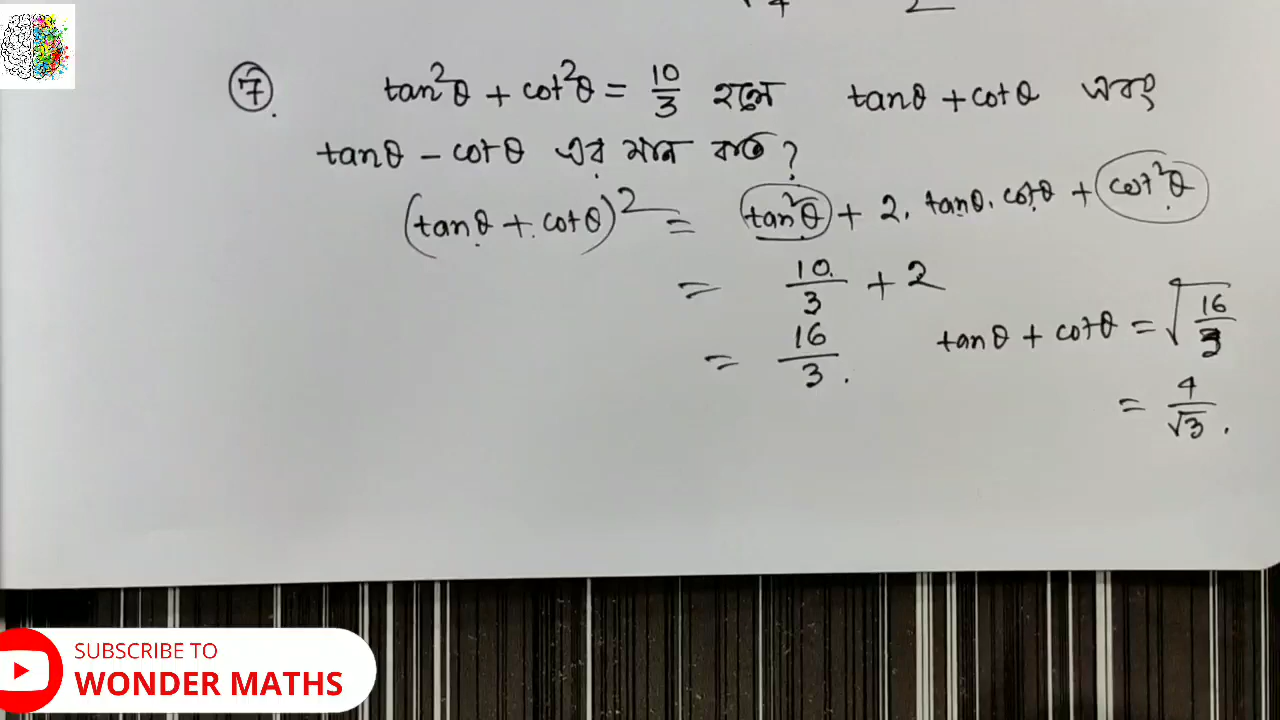 ⑦. tan²θ + cot²θ = 10/3 হলে tanθ + cotθ এবং
tanθ - cotθ এর মান কত?
(tanθ + cotθ)² = tan²θ + 2. tanθ. cotθ + cot²θ
= 10/3 + 2
= 16/3.
tanθ + cotθ = √16/3
= 4/√3.
SUBSCRIBE TO
WONDER MATHS